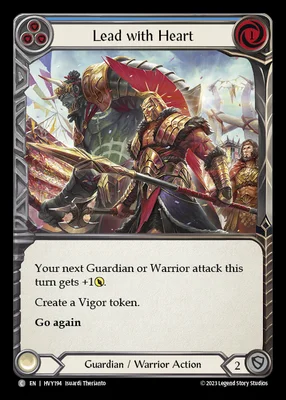 Lead with Heart
Your next Guardian or Warrior attack this
turn gets +1
Create a Vigor token.
Go again
Guardian / Warrior Action
2
C EN | HVY194 Isuardi Therianto
©2023 Legend Story Studios